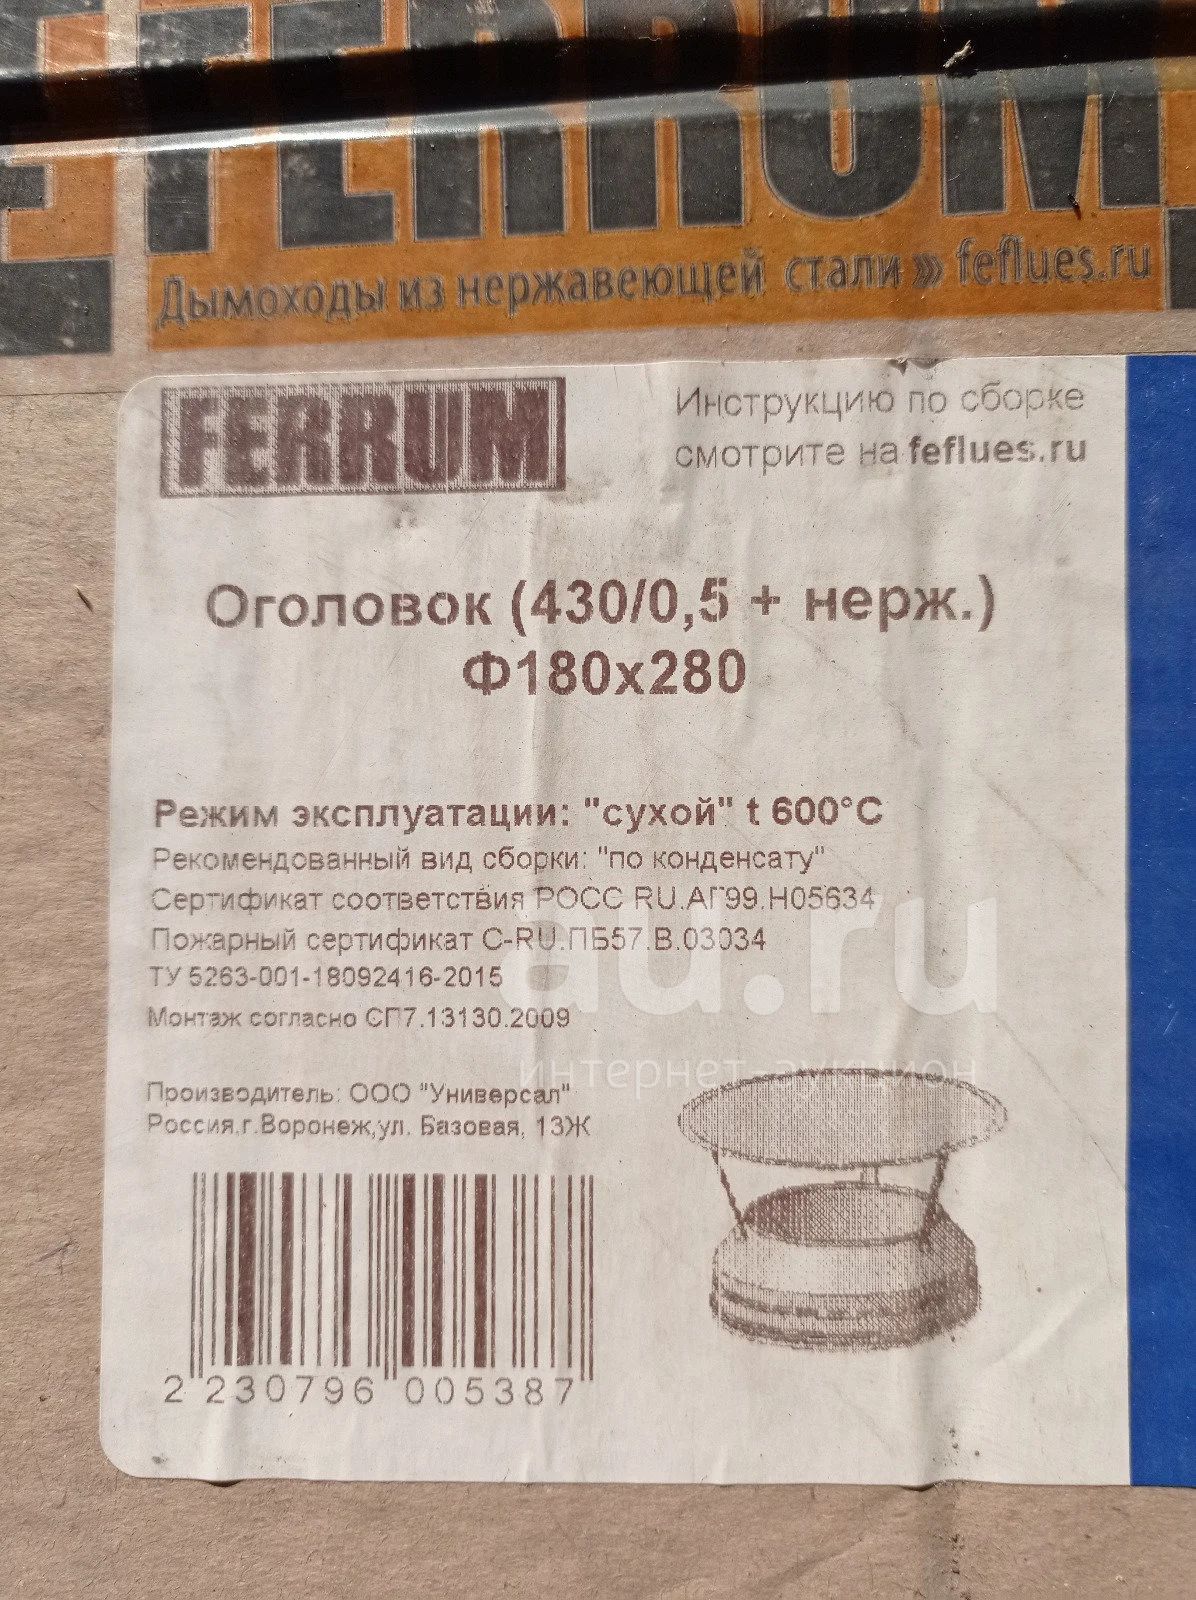 FERRUM
Дымоходы из нержавеющей стали »» feflues.ru
FERRUM
Инструкцию по сборке
смотрите на feflues.ru
Оголовок (430/0,5 + нерж.)
Ф180х280
Режим эксплуатации: "сухой" t 600°С
Рекомендованный вид сборки: "по конденсату"
Сертификат соответствия РОСС RU.АГ99.Н05634
Пожарный сертификат C-RU.ПБ57.В.03034
ТУ 5263-001-18092416-2015
Монтаж согласно СП7.13130.2009
au.ru
интернет-аукцион
Производитель: ООО "Универсал"
Россия,г.Воронеж,ул. Базовая, 13Ж
2 230796 005387